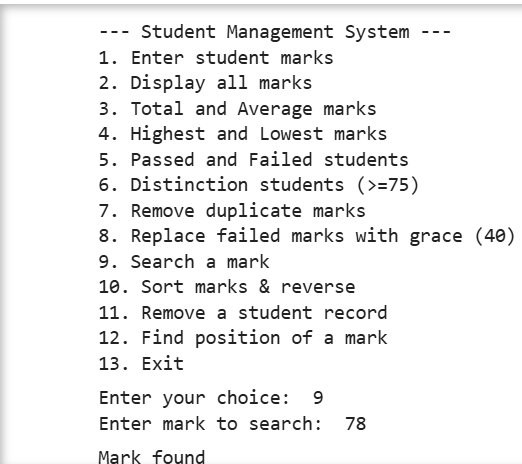 --- Student Management System ---
1. Enter student marks
2. Display all marks
3. Total and Average marks
4. Highest and Lowest marks
5. Passed and Failed students
6. Distinction students (>=75)
7. Remove duplicate marks
8. Replace failed marks with grace (40)
9. Search a mark
10. Sort marks & reverse
11. Remove a student record
12. Find position of a mark
13. Exit
Enter your choice:  9
Enter mark to search:  78
Mark found